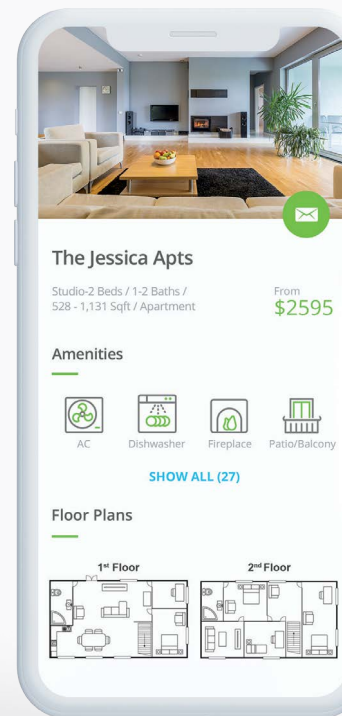 The Jessica Apts
Studio-2 Beds / 1-2 Baths /
528 - 1,131 Sqft / Apartment
From
$2595
Amenities
AC
Dishwasher
Fireplace
Patio/Balcony
SHOW ALL (27)
Floor Plans
1st Floor
2nd Floor